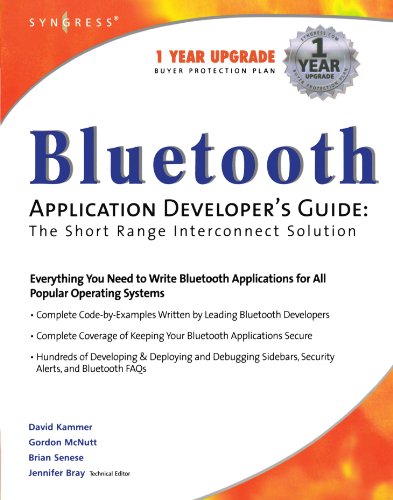 SYNGRESS®
1 YEAR UPGRADE
BUYER PROTECTION PLAN
1
YEAR
UPGRADE
Bluetooth
APPLICATION DEVELOPER'S GUIDE:
The Short Range Interconnect Solution
Everything You Need to Write Bluetooth Applications for All
Popular Operating Systems
• Complete Code-by-Examples Written by Leading Bluetooth Developers
• Complete Coverage of Keeping Your Bluetooth Applications Secure
• Hundreds of Developing & Deploying and Debugging Sidebars, Security
Alerts, and Bluetooth FAQs
David Kammer
Gordon McNutt
Brian Senese
Jennifer Bray Technical Editor